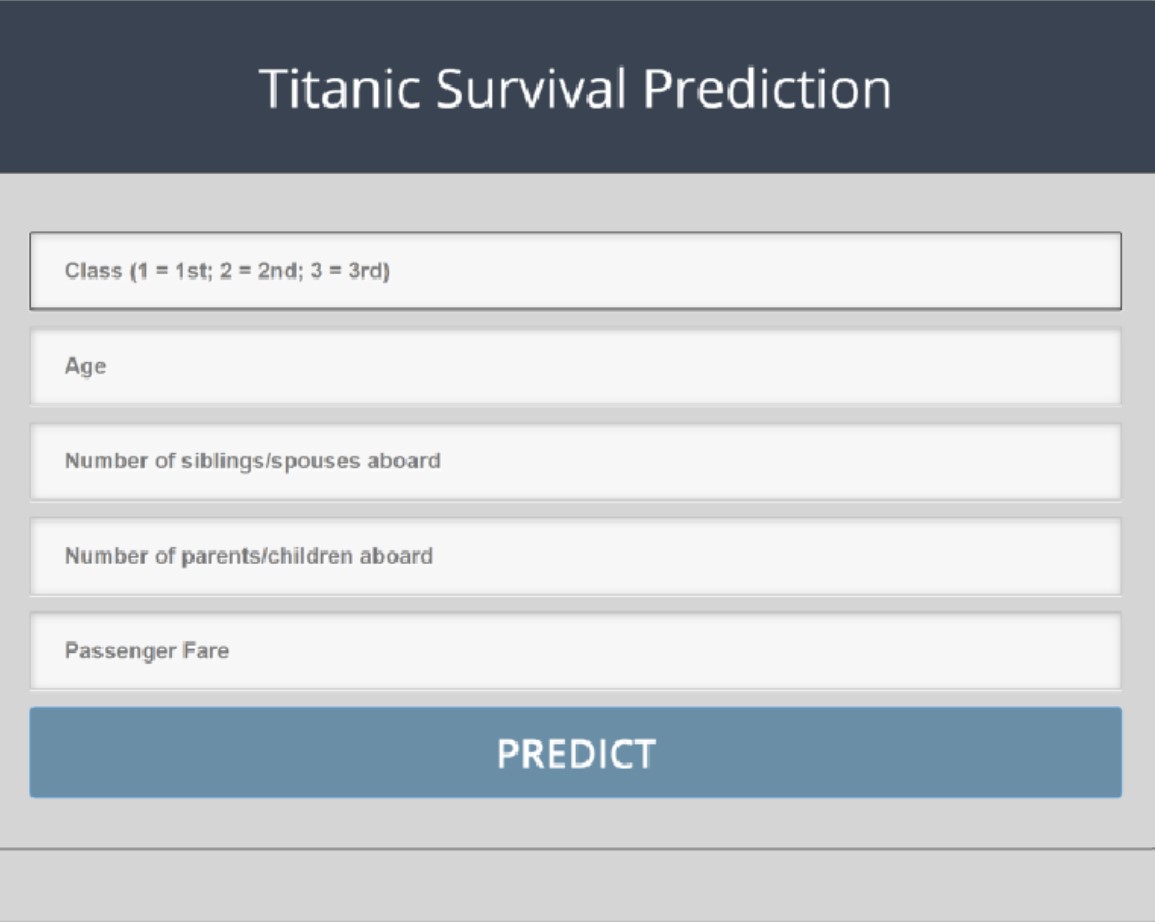 Titanic Survival Prediction
Class (1 = 1st; 2 = 2nd; 3 = 3rd)
Age
Number of siblings/spouses aboard
Number of parents/children aboard
Passenger Fare
PREDICT